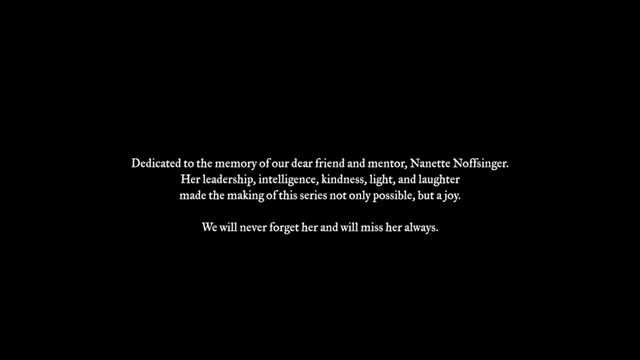 Dedicated to the memory of our dear friend and mentor, Nanette Noffsinger.
Her leadership, intelligence, kindness, light, and laughter
made the making of this series not only possible, but a joy.
We will never forget her and will miss her always.